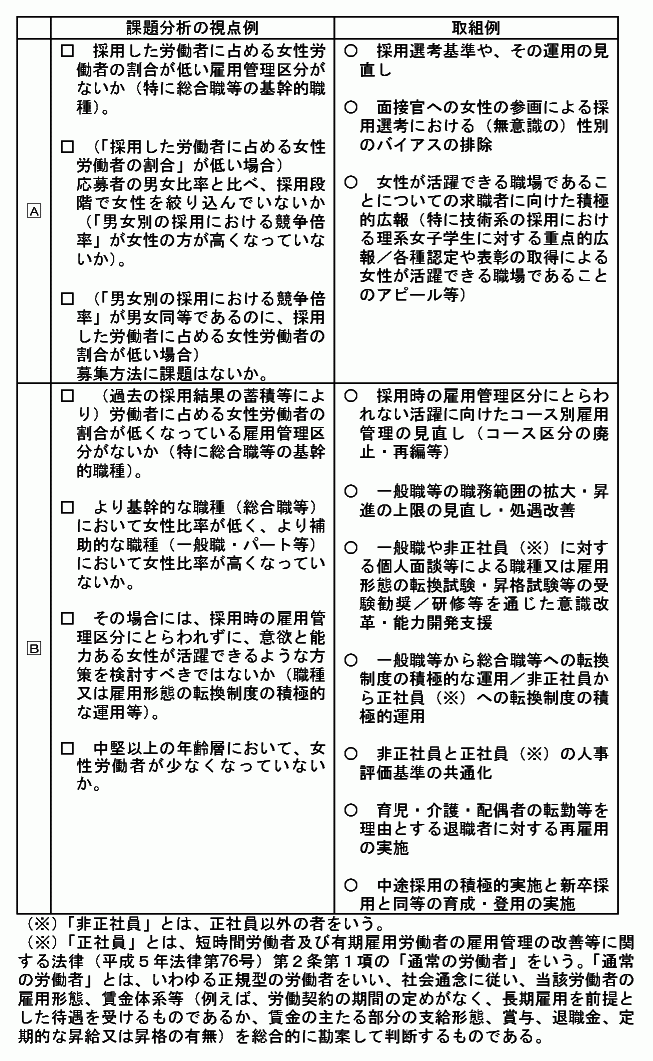 課題分析の視点例
取組例
A
□　採用した労働者に占める女性労
働者の割合が低い雇用管理区分が
ないか（特に総合職等の基幹的職
種）。
□　（「採用した労働者に占める女性
労働者の割合」が低い場合）
応募者の男女比率と比べ、採用段
階で女性を絞り込んでいないか
（「男女別の採用における競争倍
率」が女性の方が高くなっていな
いか）。
□　（「男女別の採用における競争倍
率」が男女同等であるのに、採用
した労働者に占める女性労働者の
割合が低い場合）
募集方法に課題はないか。
○　採用選考基準や、その運用の見
直し
○　面接官への女性の参画による採
用選考における（無意識の）性別
のバイアスの排除
○　女性が活躍できる職場であるこ
とについての求職者に向けた積極
的広報（特に技術系の採用におけ
る理系女子学生に対する重点的広
報／各種認定や表彰の取得による
女性が活躍できる職場であること
のアピール等）
B
□　（過去の採用結果の蓄積等によ
り）労働者に占める女性労働者の
割合が低くなっている雇用管理区
分がないか（特に総合職等の基幹
的職種）。
□　より基幹的な職種（総合職等）
において女性比率が低く、より補
助的な職種（一般職・パート等）
において女性比率が高くなってい
ないか。
□　その場合には、採用時の雇用管
理区分にとらわれずに、意欲と能
力ある女性が活躍できるような方
策を検討すべきではないか（職種
又は雇用形態の転換制度の積極的
な運用等）。
□　中堅以上の年齢層において、女
性労働者が少なくなっていない
か。
○　採用時の雇用管理区分にとらわ
れない活躍に向けたコース別雇用
管理の見直し（コース区分の廃
止・再編等）
○　一般職等の職務範囲の拡大・昇
進の上限の見直し・処遇改善
○　一般職や非正社員（※）に対す
る個人面談等による職種又は雇用
形態の転換試験・昇格試験等の受
験勧奨／研修等を通じた意識改
革・能力開発支援
○　一般職等から総合職等への転換
制度の積極的な運用／非正社員か
ら正社員（※）への転換制度の積
極的運用
○　非正社員と正社員（※）の人事
評価基準の共通化
○　育児・介護・配偶者の転勤等を
理由とする退職者に対する再雇用
の実施
○　中途採用の積極的実施と新卒採
用と同等の育成・登用の実施
（※）「非正社員」とは、正社員以外の者をいう。
（※）「正社員」とは、短時間労働者及び有期雇用労働者の雇用管理の改善等に関
する法律（平成５年法律第76号）第２条第１項の「通常の労働者」をいう。「通常
の労働者」とは、いわゆる正規型の労働者をいい、社会通念に従い、当該労働者の
雇用形態、賃金体系等（例えば、労働契約の期間の定めがなく、長期雇用を前提と
した待遇を受けるものであるか、賃金の主たる部分の支給形態、賞与、退職金、定
期的な昇給又は昇格の有無）を総合的に勘案して判断するものである。